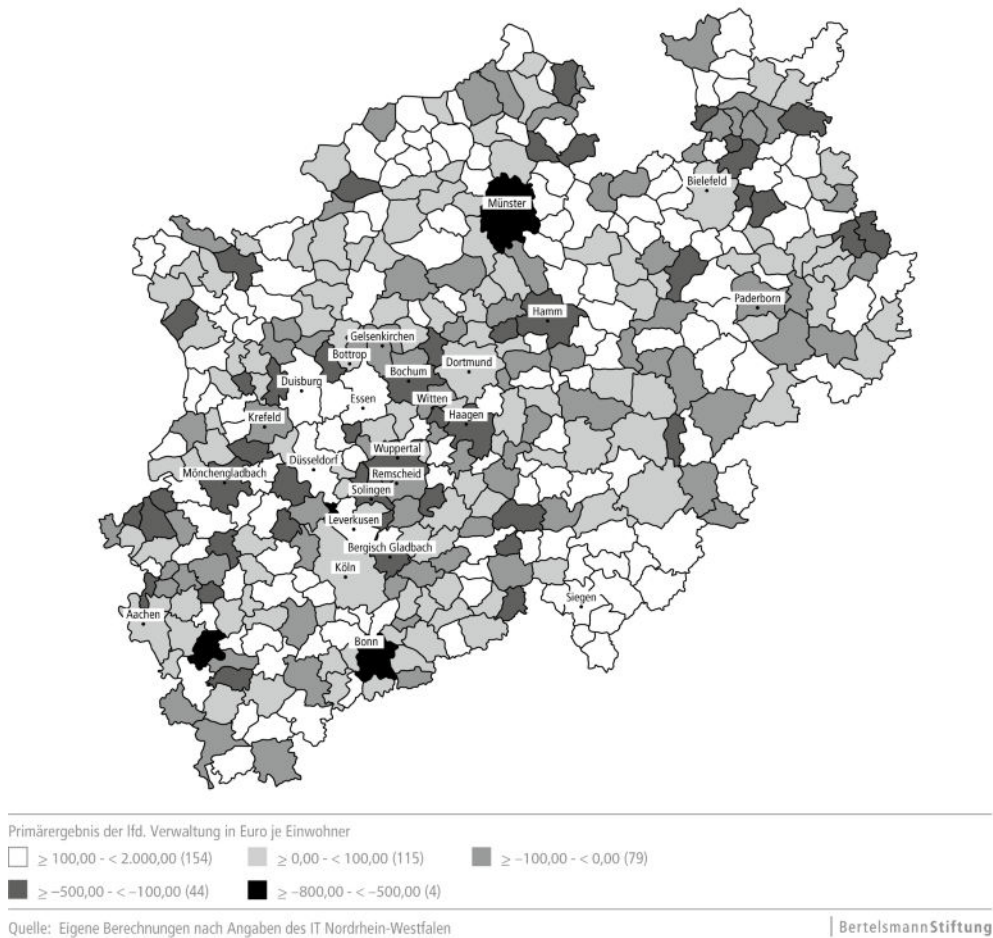 Münster
Bielefeld
Paderborn
Hamm
Gelsenkirchen
Bottrop
Dortmund
Bochum
Duisburg
Essen
Witten
Haagen
Krefeld
Wuppertal
Düsseldorf
Remscheid
Mönchengladbach
Solingen
Leverkusen
Bergisch Gladbach
Köln
Siegen
Aachen
Bonn
Primärergebnis der lfd. Verwaltung in Euro je Einwohner
≥ 100,00 - < 2.000,00 (154) ≥ 0,00 - < 100,00 (115) ≥ −100,00 - < 0,00 (79)
≥ −500,00 - < −100,00 (44) ≥ −800,00 - < −500,00 (4)
Quelle: Eigene Berechnungen nach Angaben des IT Nordrhein-Westfalen
BertelsmannStiftung